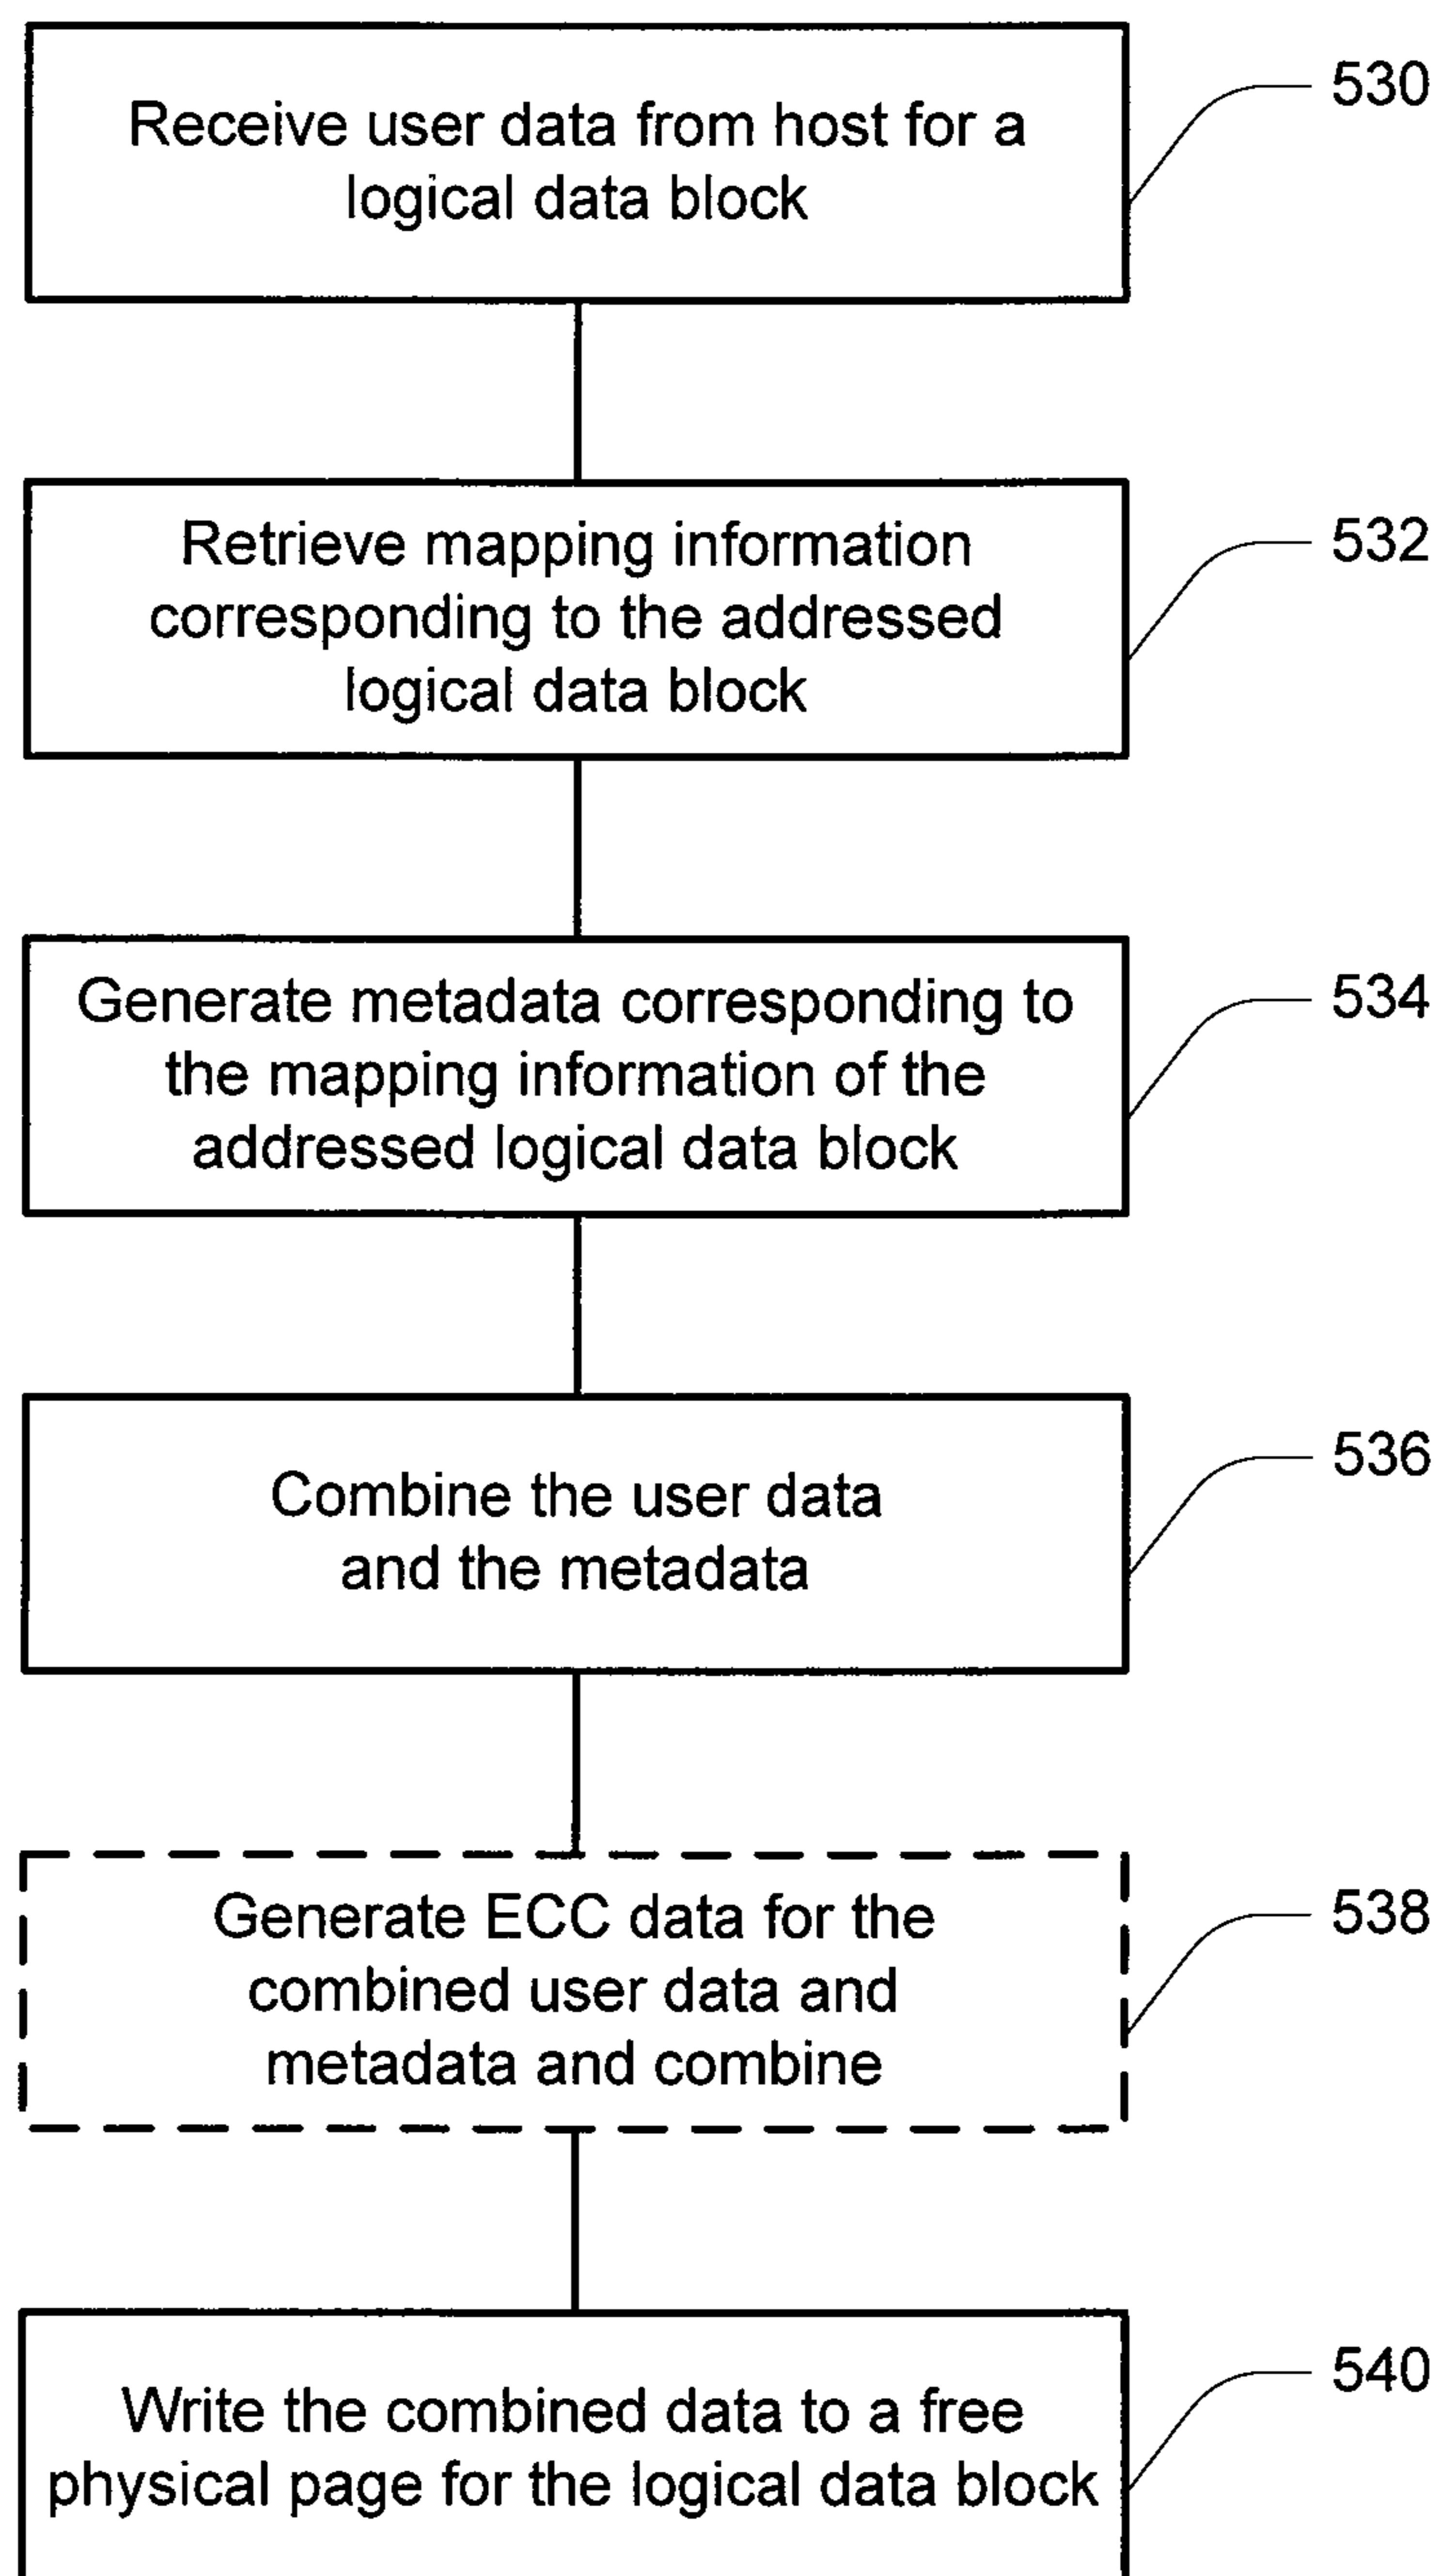 Receive user data from host for a
logical data block
530
Retrieve mapping information
corresponding to the addressed
logical data block
532
Generate metadata corresponding to
the mapping information of the
addressed logical data block
534
Combine the user data
and the metadata
536
Generate ECC data for the
combined user data and
metadata and combine
538
Write the combined data to a free
physical page for the logical data block
540